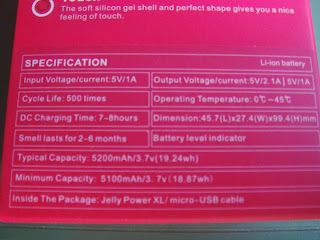 The soft silicon gel shell and perfect shape gives you a nice
feeling of touch.
SPECIFICATION Li-ion battery
Input Voltage/current:5V/1A Output Voltage/current:5V/2.1A | 5V/1A
Cycle Life: 500 times Operating Temperature: 0℃~45℃
DC Charging Time: 7-8hours Dimension:45.7(L)x27.4(W)x99.4(H)mm
Smell lasts for 2-6 months Battery level indicator
Typical Capacity: 5200mAh/3.7v(19.24wh)
Minimum Capacity: 5100mAh/3. 7v(18.87wh)
Inside The Package: Jelly Power XL/ micro-USB cable